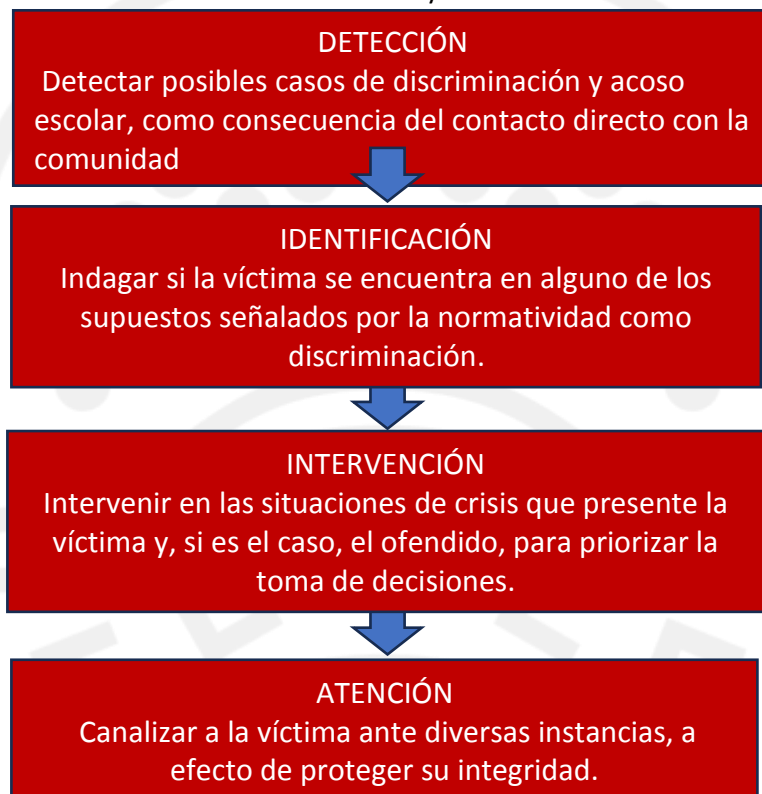 DETECCIÓN
Detectar posibles casos de discriminación y acoso
escolar, como consecuencia del contacto directo con la
comunidad
IDENTIFICACIÓN
Indagar si la víctima se encuentra en alguno de los
supuestos señalados por la normatividad como
discriminación.
INTERVENCIÓN
Intervenir en las situaciones de crisis que presente la
víctima y, si es el caso, el ofendido, para priorizar la
toma de decisiones.
ATENCIÓN
Canalizar a la víctima ante diversas instancias, a
efecto de proteger su integridad.